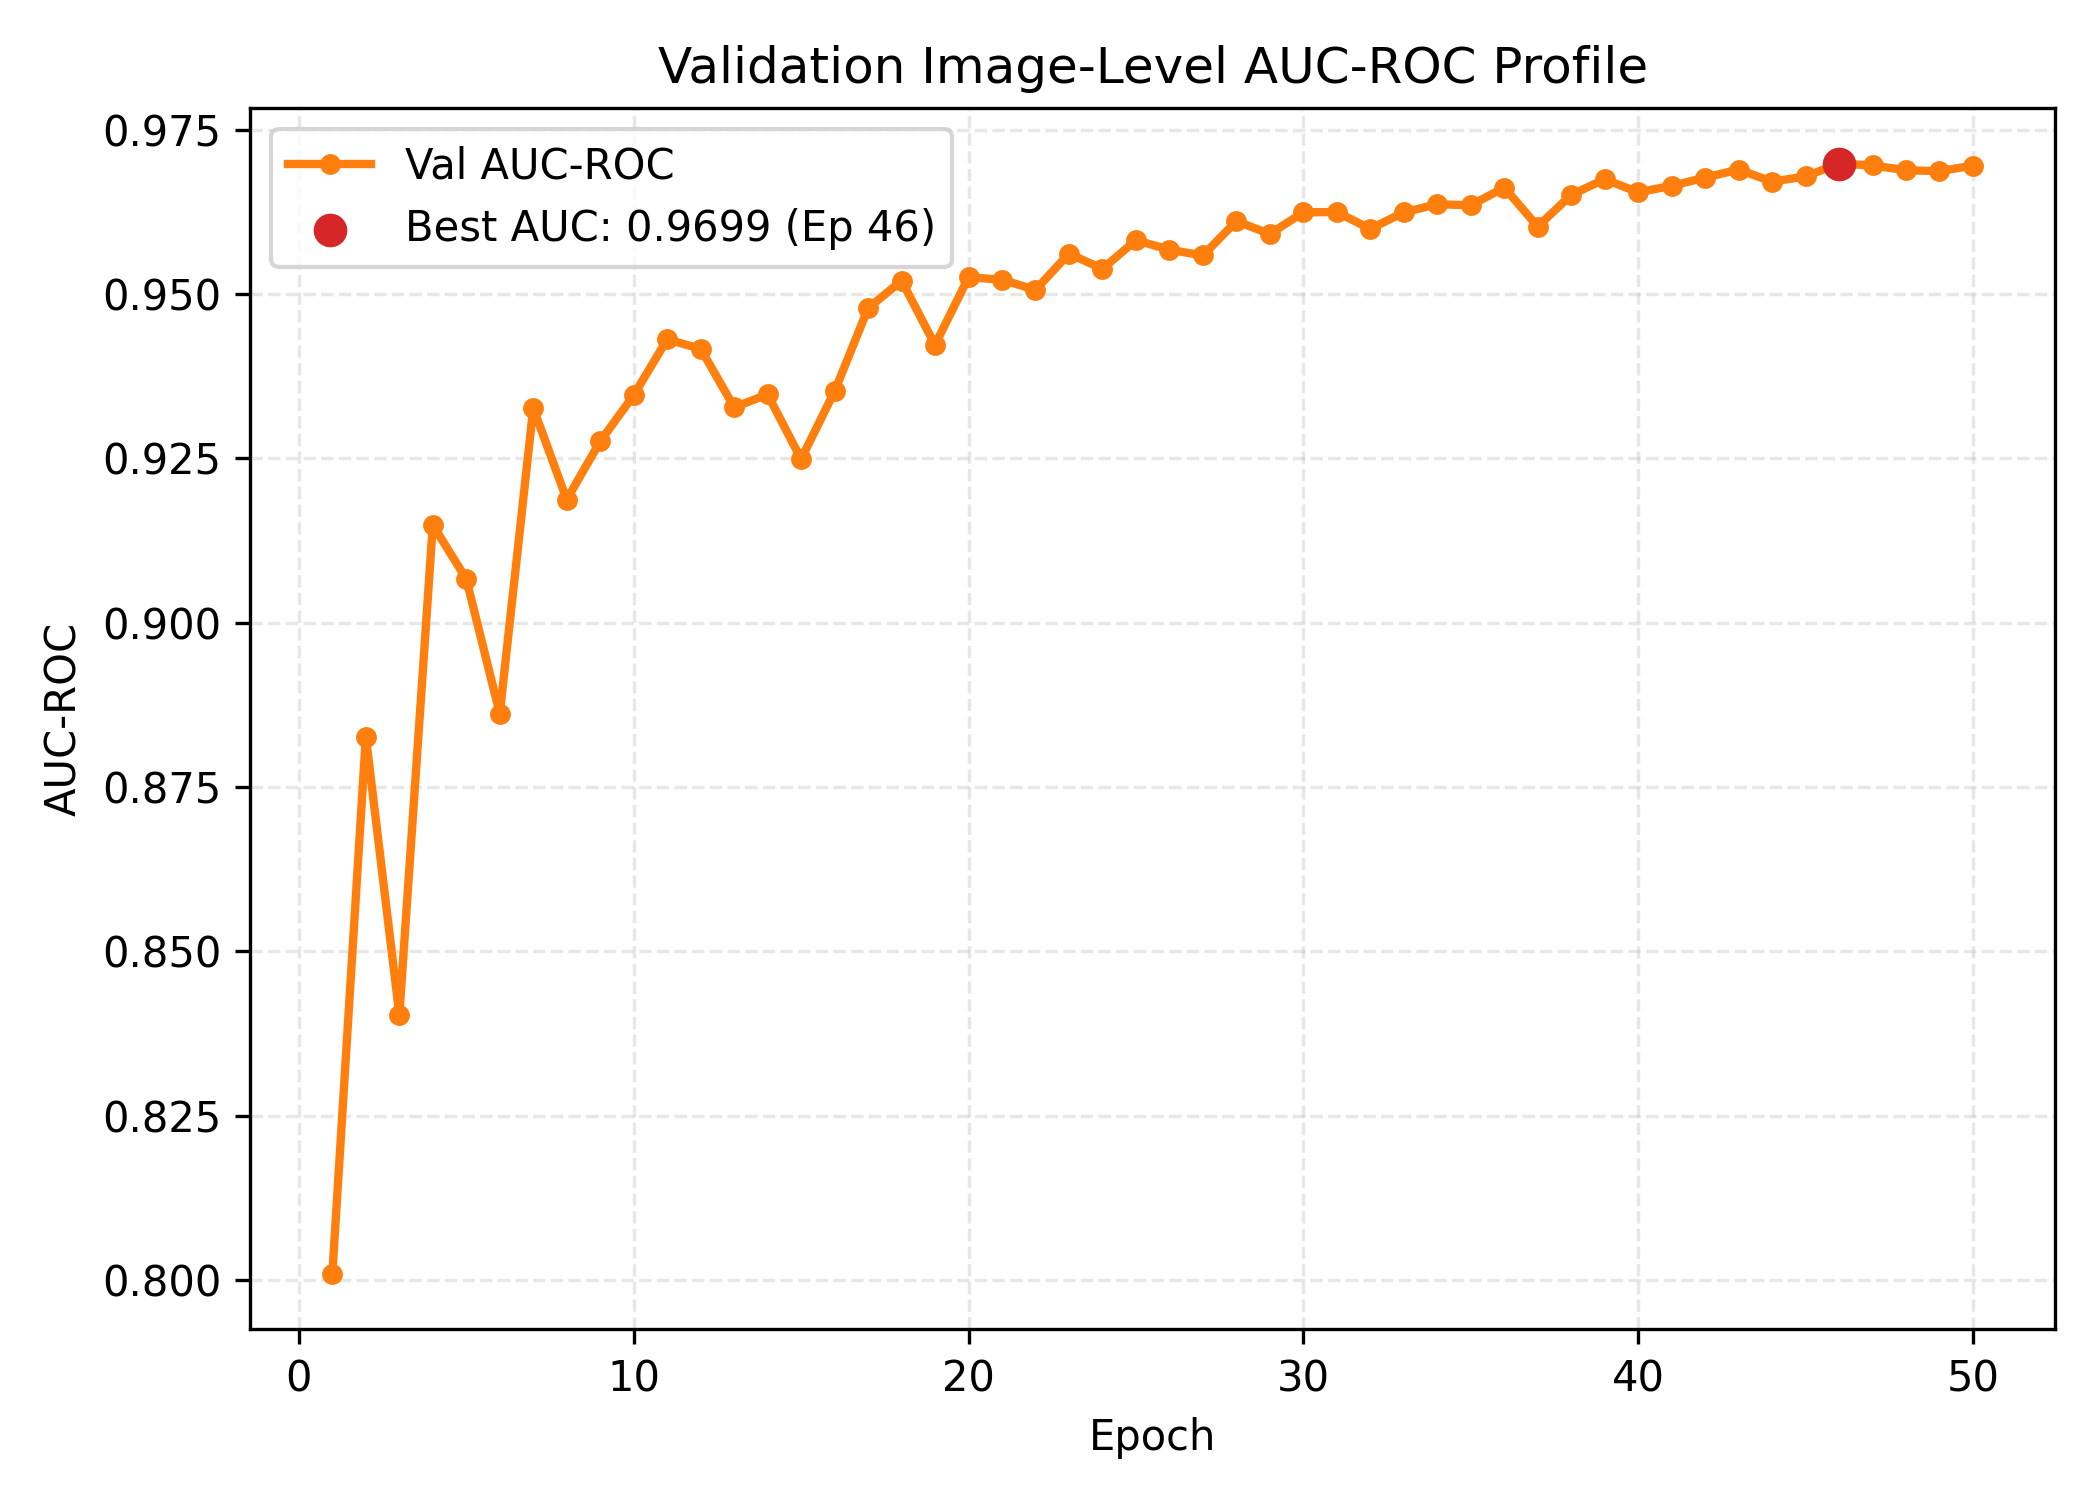 Validation Image-Level AUC-ROC Profile
Val AUC-ROC
Best AUC: 0.9699 (Ep 46)
0.975
0.950
0.925
0.900
0.875
0.850
0.825
0.800
AUC-ROC
0 10 20 30 40 50
Epoch